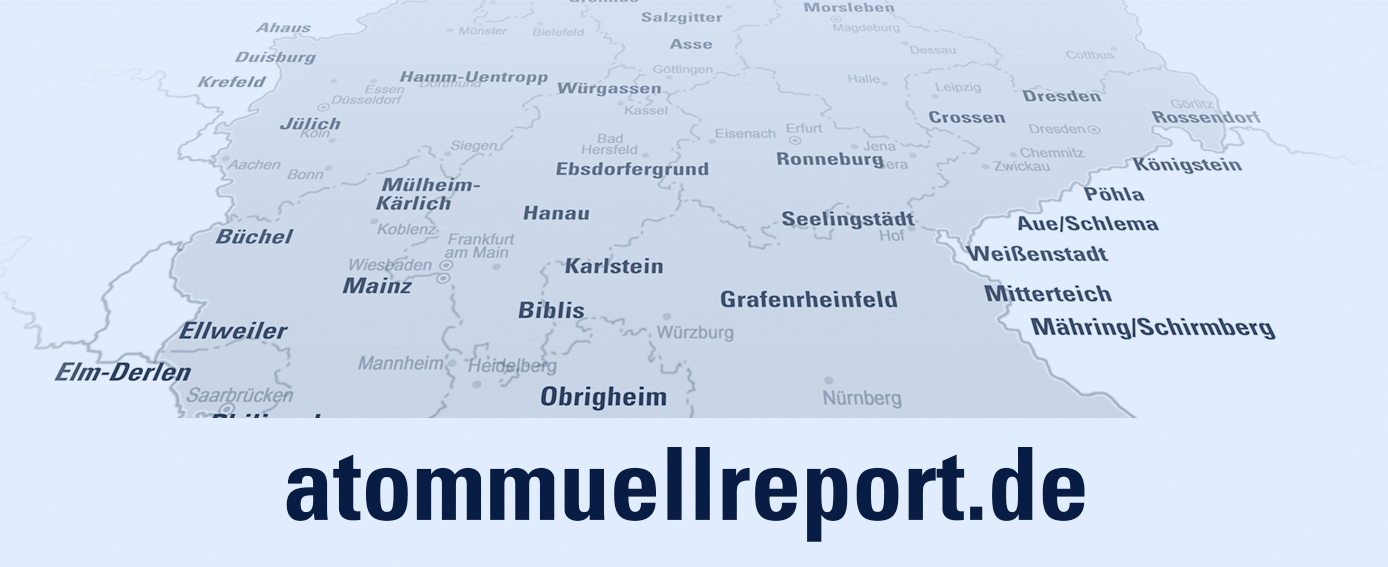 Salzgitter
Morsleben
Ahaus
Münster
Bielefeld
Magdeburg
Asse
Dessau
Cottbus
Duisburg
Göttingen
Hamm-Uentropp
Dortmund
Halle
Krefeld
Essen
Würgassen
Leipzig
Düsseldorf
Dresden
Görlitz
Kassel
Crossen
Rossendorf
Jülich
Köln
Eisenach
Erfurt
Dresden
Siegen
Bad
Hersfeld
Jena
Gera
Chemnitz
Aachen
Bonn
Ebsdorfergrund
Ronneburg
Zwickau
Königstein
Mülheim-
Kärlich
Pöhla
Hanau
Seelingstädt
Aue/Schlema
Koblenz
Büchel
Frankfurt
am Main
Hof
Weißenstadt
Wiesbaden
Karlstein
Mainz
Grafenrheinfeld
Mitterteich
Biblis
Ellweiler
Würzburg
Mähring/Schirmberg
Mannheim
Heidelberg
Elm-Derlen
Saarbrücken
Obrigheim
Nürnberg
atommuellreport.de